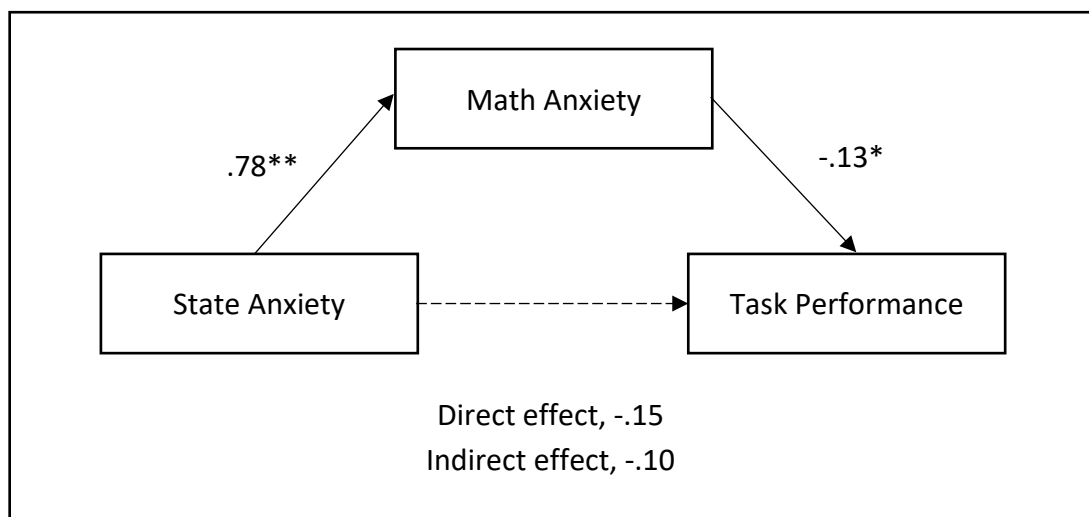 Math Anxiety
.78**
-.13*
State Anxiety
Task Performance
Direct effect, -.15
Indirect effect, -.10